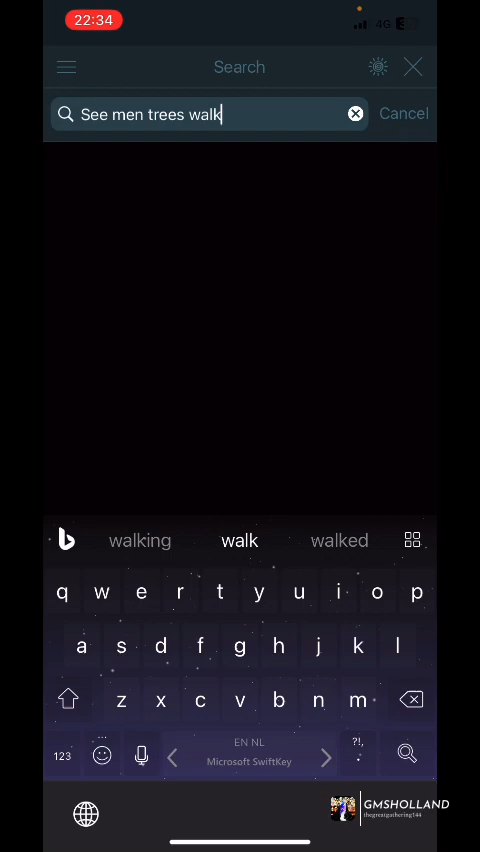 22:34
4G
Search
See men trees walk
Cancel
walking walk walked
q w e r t y u i o p
a s d f g h j k l
z x c v b n m
123
EN NL
?!,
.
Microsoft SwiftKey
GMSHOLLAND
thegreatgathering144